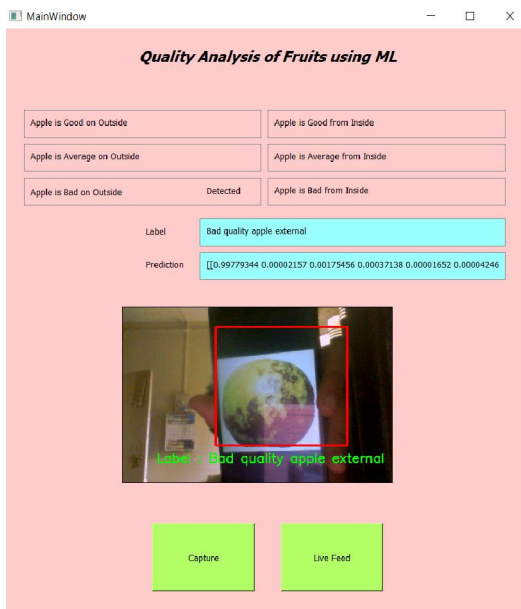 MainWindow
Quality Analysis of Fruits using ML
Apple is Good on Outside
Apple is Good from Inside
Apple is Average on Outside
Apple is Average from Inside
Apple is Bad on Outside Detected
Apple is Bad from Inside
Label Bad quality apple external
Prediction [[0.99779344 0.00002157 0.00175456 0.00037138 0.00001652 0.00004246
Label : Bad quality apple external
Capture
Live Feed